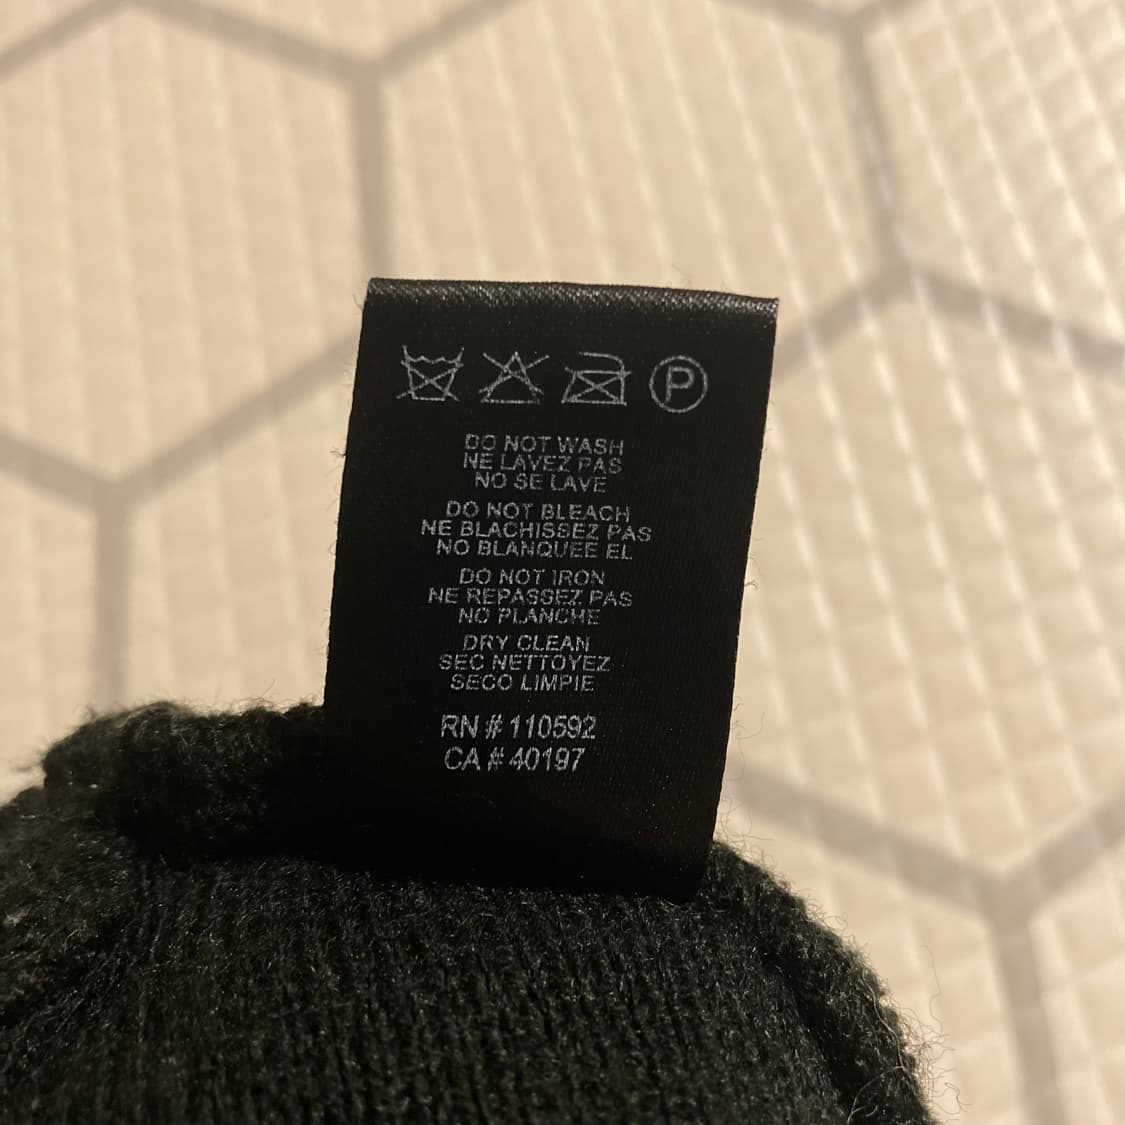 P
DO NOT WASH
NE LAVEZ PAS
NO SE LAVE
DO NOT BLEACH
NE BLACHISSEZ PAS
NO BLANQUEE EL
DO NOT IRON
NE REPASSEZ PAS
NO PLANCHE
DRY CLEAN
SEC NETTOYEZ
SECO LIMPIE
RN # 110592
CA # 40197